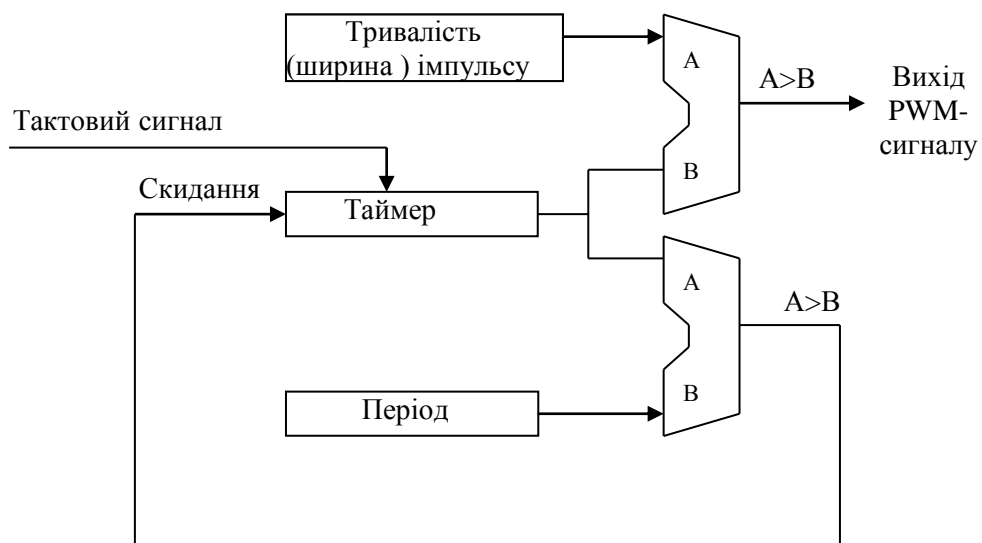 Тривалість
(ширина ) імпульсу
A
A>B
Вихід
PWM-
сигналу
Тактовий сигнал
B
Скидання
Таймер
A
A>B
B
Період